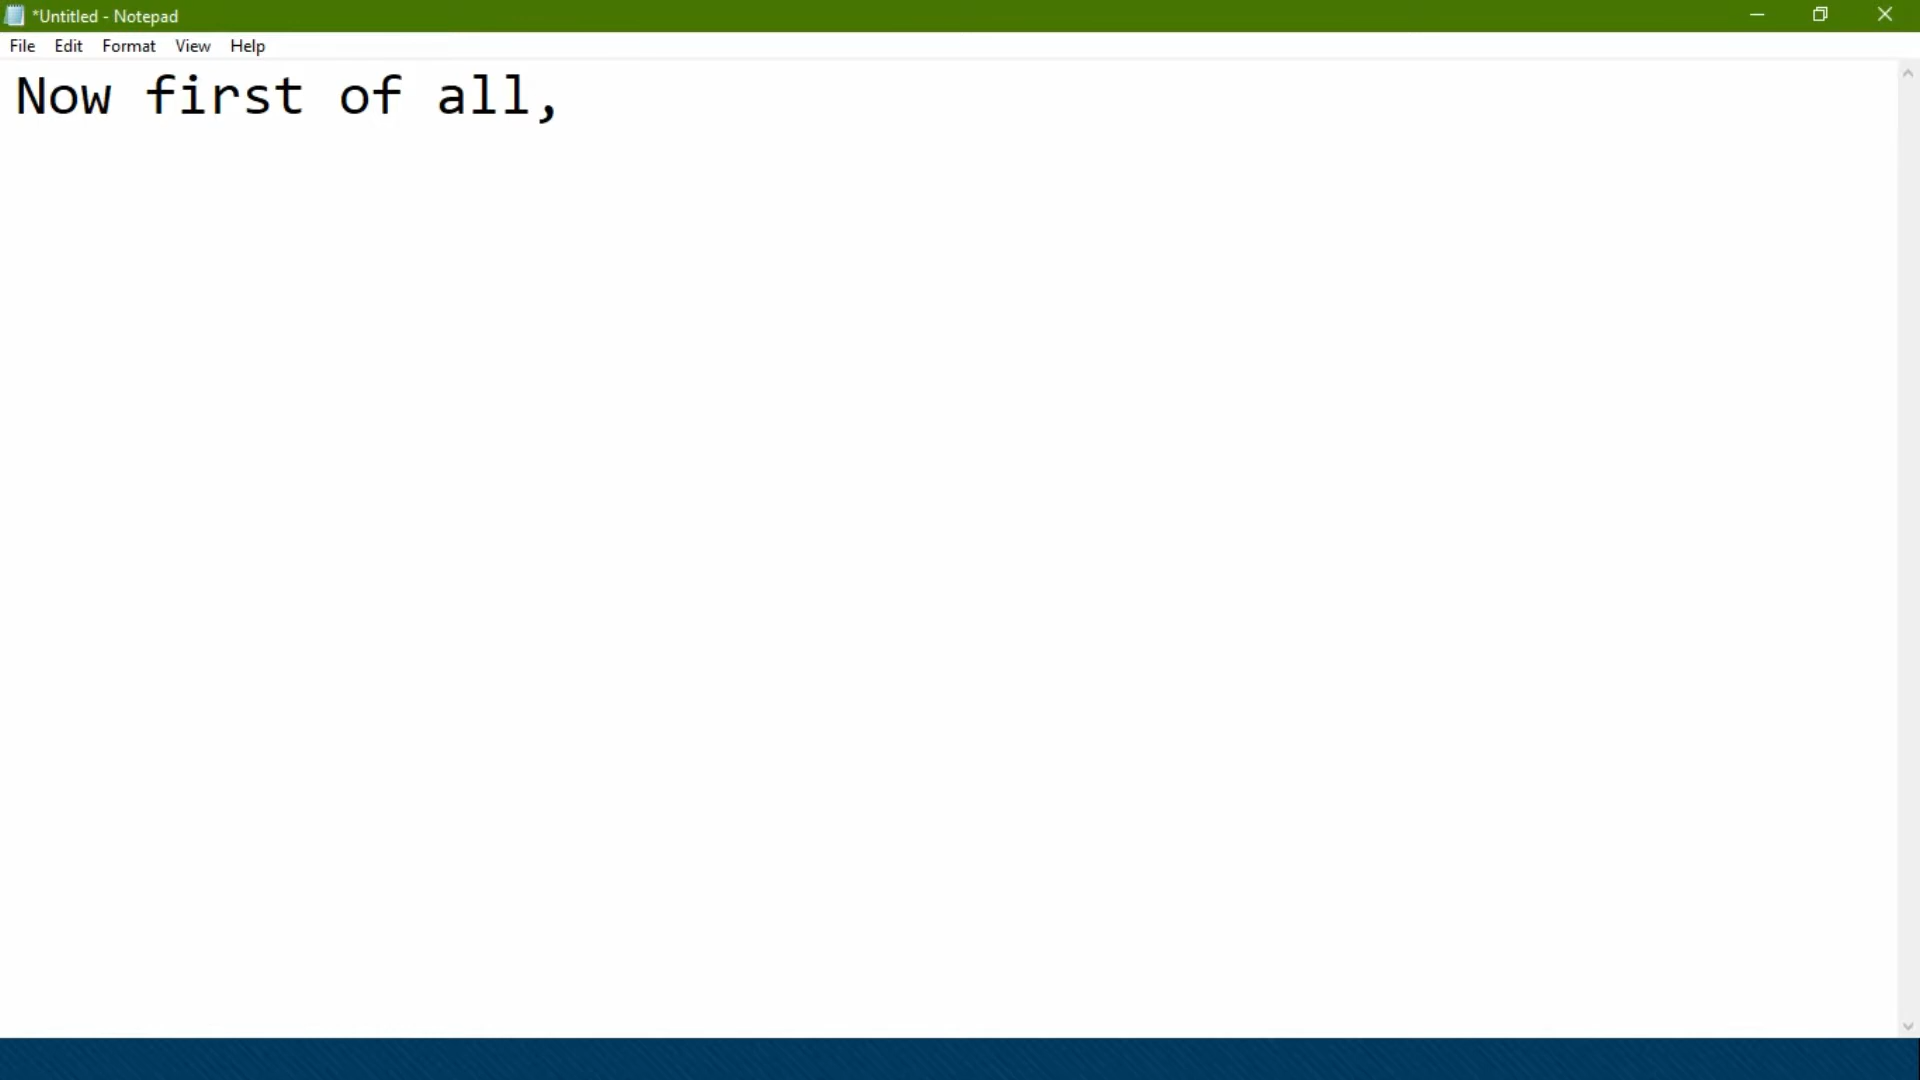 *Untitled - Notepad
File Edit Format View Help
Now first of all,